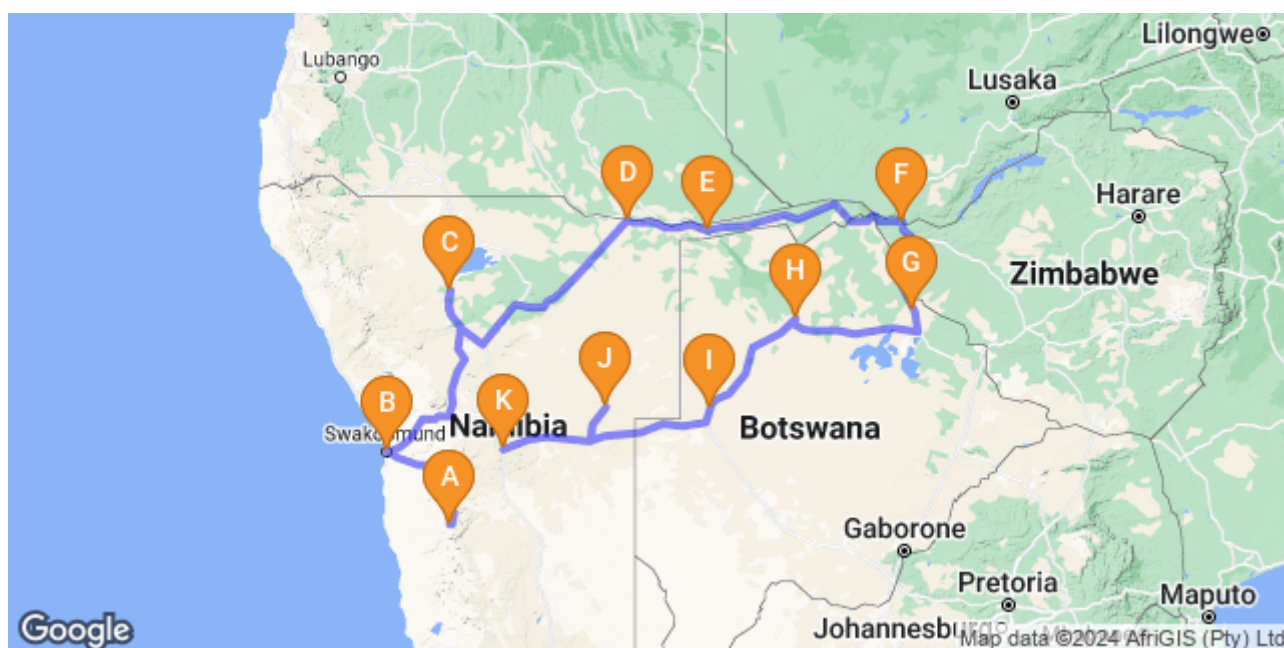 Lilongwe
Lubango
Lusaka
D
E
F
Harare
C
G
H
Zimbabwe
J
I
B
K
Swakopmund
Namibia
Botswana
A
Gaborone
Pretoria
Maputo
Johannesburg
Google
Map data ©2024 AfriGIS (Pty) Ltd